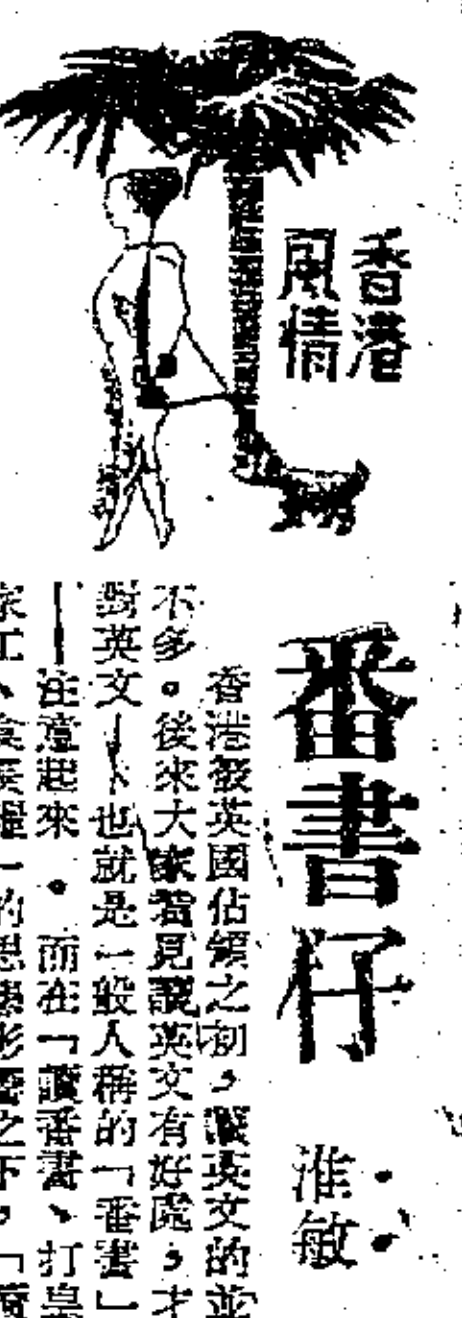 香港
風情
番書仔
淮敏
香港被英國佔領之初，讀英文的並
不多。後來大家看見讀英文有好處，才
對英文——也就是一般人稱的「番書」
——注意起來。而在「讀番書、打皇
家工、食皇糧」的思想影響之下，「讀